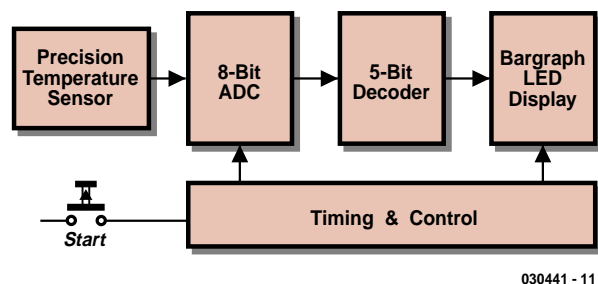 Precision
Temperature
Sensor
8-Bit
ADC
5-Bit
Decoder
Bargraph
LED
Display
Start
Timing & Control
030441 - 11